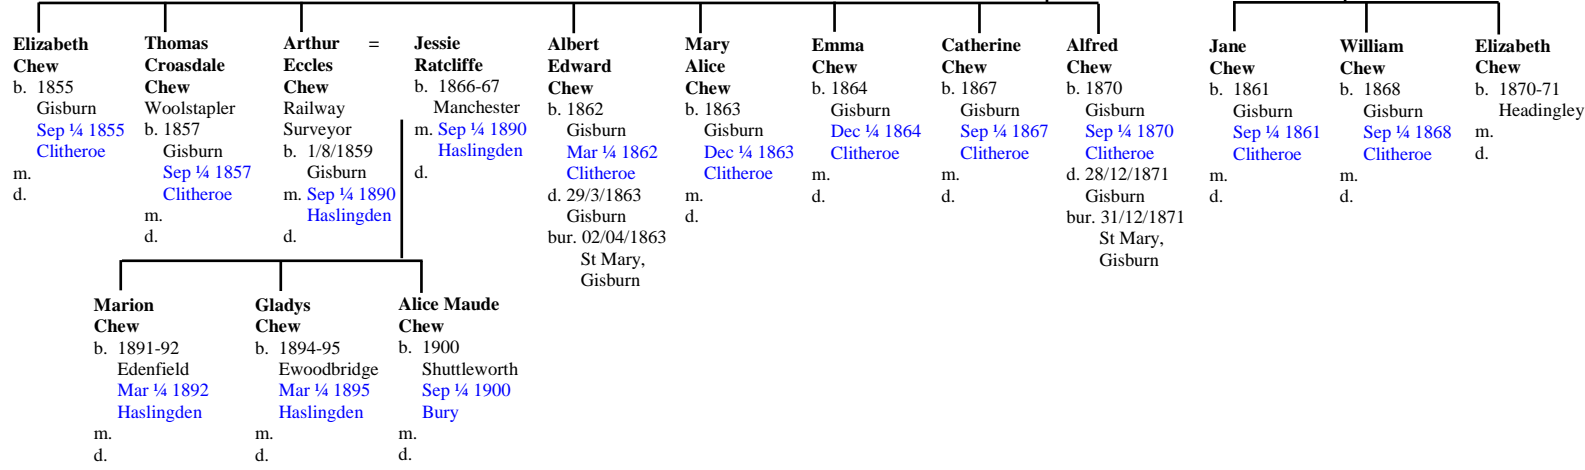 Elizabeth
Chew
b. 1855
Gisburn
Sep ¼ 1855
Clitheroe
m.
d.
Thomas
Croasdale
Chew
Woolstapler
b. 1857
Gisburn
Sep ¼ 1857
Clitheroe
m.
d.
Arthur =
Eccles
Chew
Railway
Surveyor
b. 1/8/1859
Gisburn
m. Sep ¼ 1890
Haslingden
d.
Jessie
Ratcliffe
b. 1866-67
Manchester
m. Sep ¼ 1890
Haslingden
d.
Albert
Edward
Chew
b. 1862
Gisburn
Mar ¼ 1862
Clitheroe
d. 29/3/1863
Gisburn
bur. 02/04/1863
St Mary,
Gisburn
Mary
Alice
Chew
b. 1863
Gisburn
Dec ¼ 1863
Clitheroe
m.
d.
Emma
Chew
b. 1864
Gisburn
Dec ¼ 1864
Clitheroe
m.
d.
Catherine
Chew
b. 1867
Gisburn
Sep ¼ 1867
Clitheroe
m.
d.
Alfred
Chew
b. 1870
Gisburn
Sep ¼ 1870
Clitheroe
d. 28/12/1871
Gisburn
bur. 31/12/1871
St Mary,
Gisburn
Jane
Chew
b. 1861
Gisburn
Sep ¼ 1861
Clitheroe
m.
d.
William
Chew
b. 1868
Gisburn
Sep ¼ 1868
Clitheroe
m.
d.
Elizabeth
Chew
b. 1870-71
Headingley
m.
d.
Marion
Chew
b. 1891-92
Edenfield
Mar ¼ 1892
Haslingden
m.
d.
Gladys
Chew
b. 1894-95
Ewoodbridge
Mar ¼ 1895
Haslingden
m.
d.
Alice Maude
Chew
b. 1900
Shuttleworth
Sep ¼ 1900
Bury
m.
d.